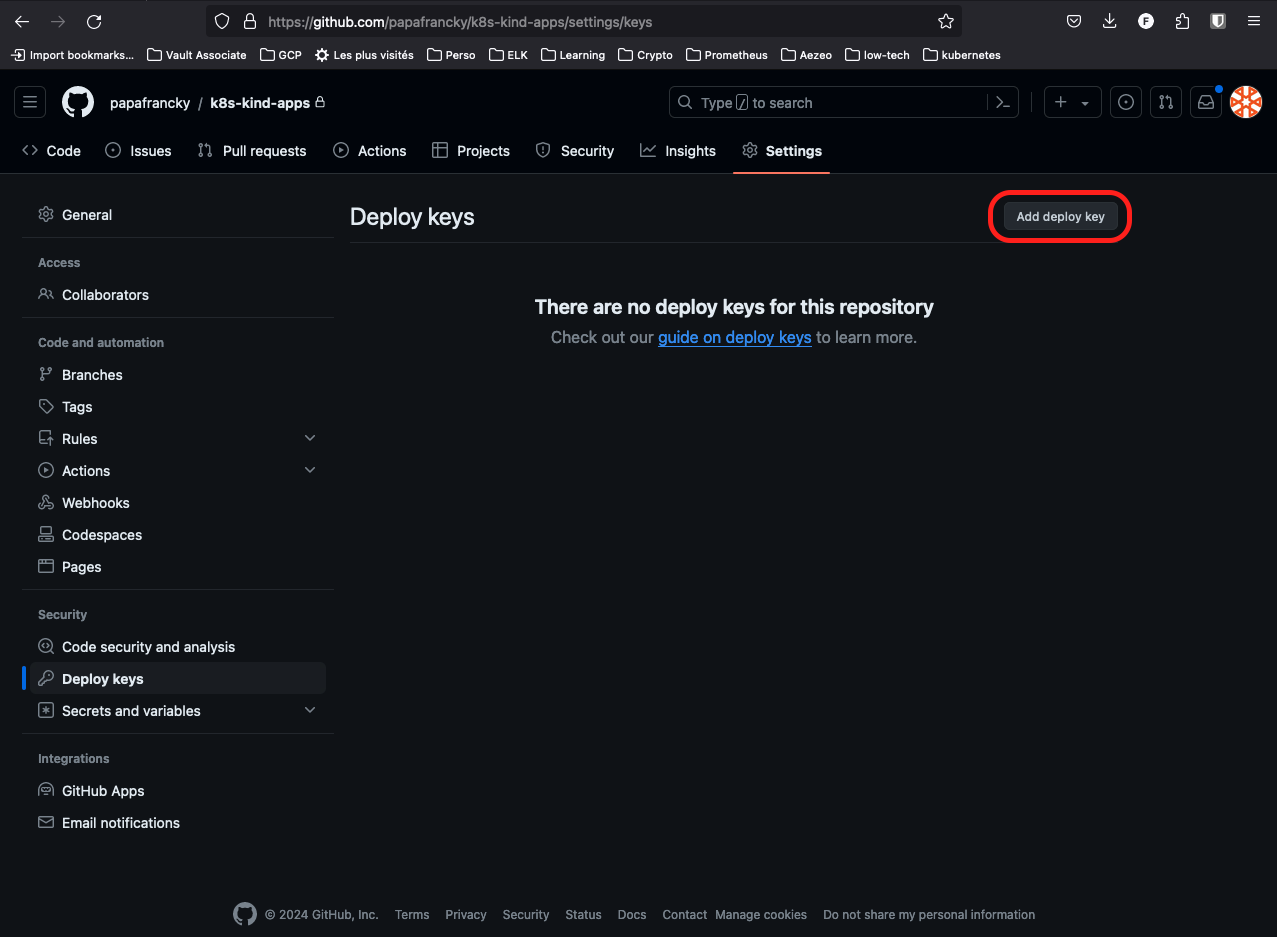 https://github.com/papafrancky/k8s-kind-apps/settings/keys
Import bookmarks... Vault Associate GCP Les plus visités Perso ELK Learning Crypto Prometheus Aezeo low-tech kubernetes
papafrancky / k8s-kind-apps Type / to search
Code Issues Pull requests Actions Projects Security Insights Settings
General
Deploy keys Add deploy key
Access
Collaborators
There are no deploy keys for this repository
Check out our guide on deploy keys to learn more.
Code and automation
Branches
Tags
Rules
Actions
Webhooks
Codespaces
Pages
Security
Code security and analysis
Deploy keys
Secrets and variables
Integrations
GitHub Apps
Email notifications
© 2024 GitHub, Inc. Terms Privacy Security Status Docs Contact Manage cookies Do not share my personal information